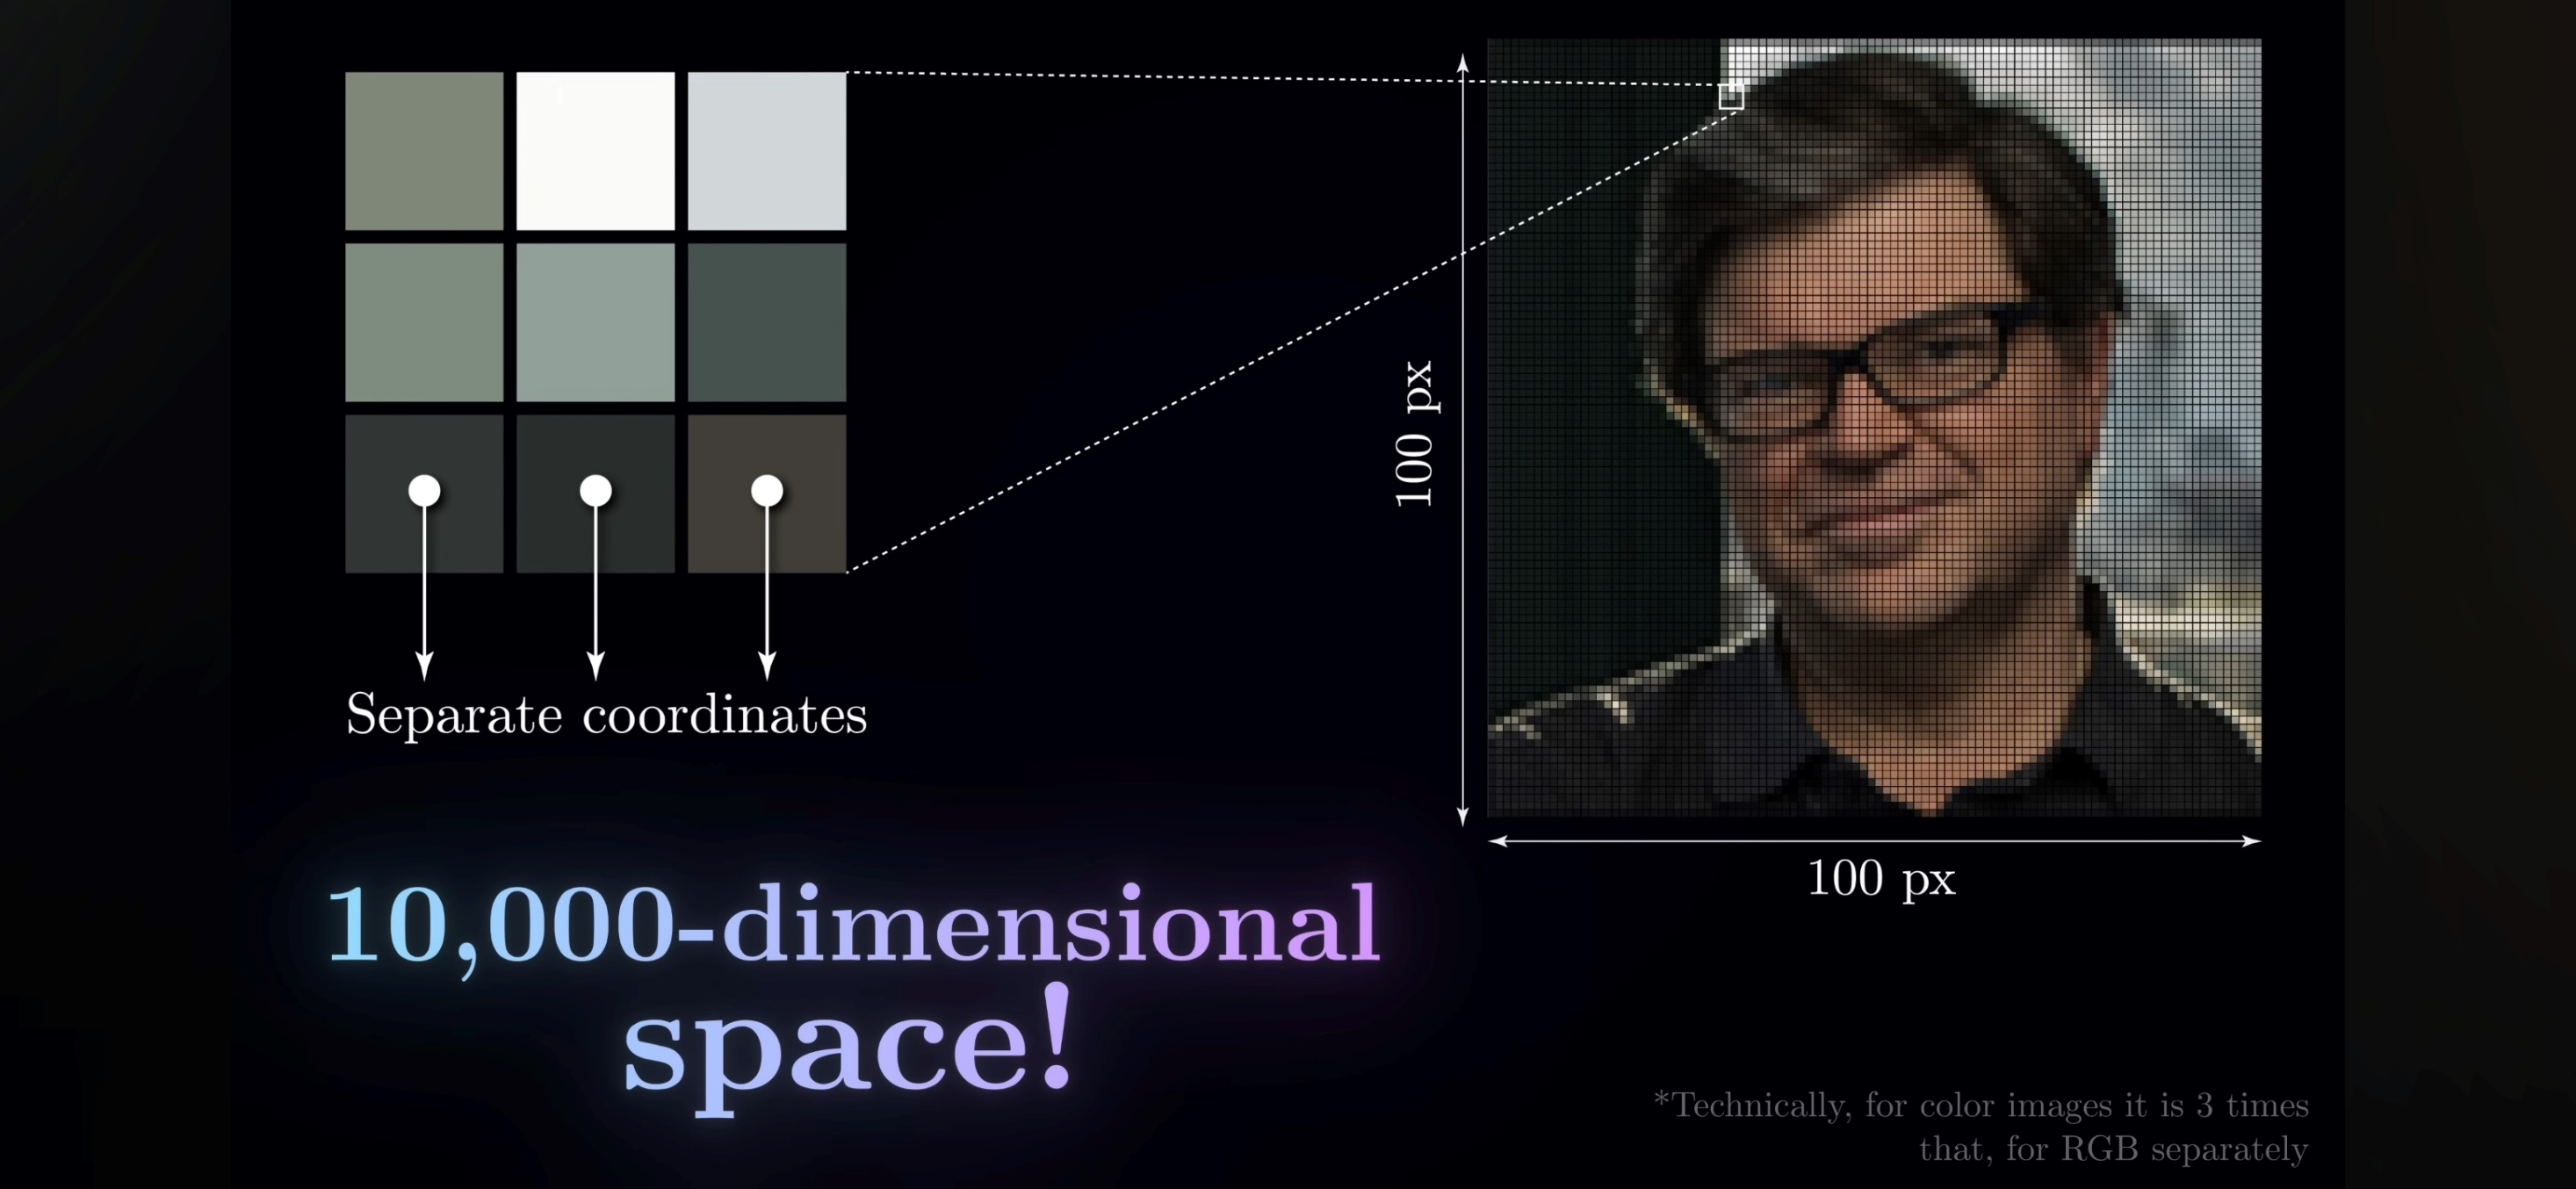 Separate coordinates
10,000-dimensional
space!
100 px
100 px
*Technically, for color images it is 3 times
that, for RGB separately